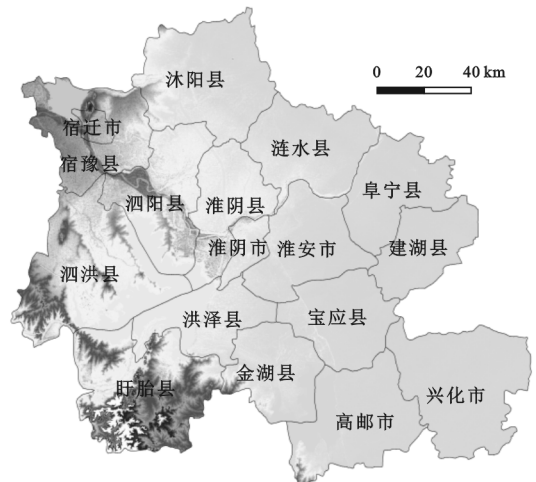 沐阳县
0 20 40 km
宿迁市
涟水县
宿豫县
阜宁县
泗阳县
淮阴县
淮阴市
淮安市
建湖县
泗洪县
洪泽县
宝应县
盱胎县
金湖县
兴化市
高邮市